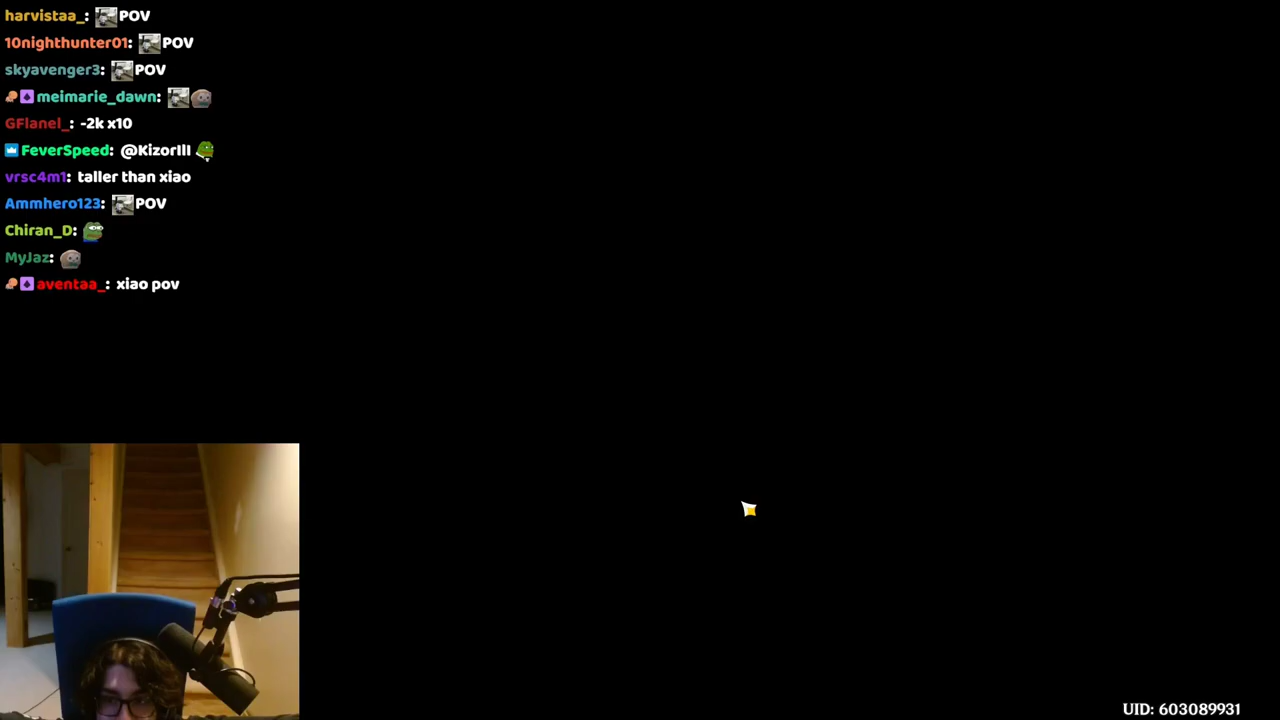 harvistaa_: POV
10nighthunter01: POV
skyavenger3: POV
meimarie_dawn:
GFlanel_: -2k x10
FeverSpeed: @KizorIII
vrsc4m1: taller than xiao
Ammhero123: POV
Chiran_D:
MyJaz:
aventaa_: xiao pov
UID: 603089931